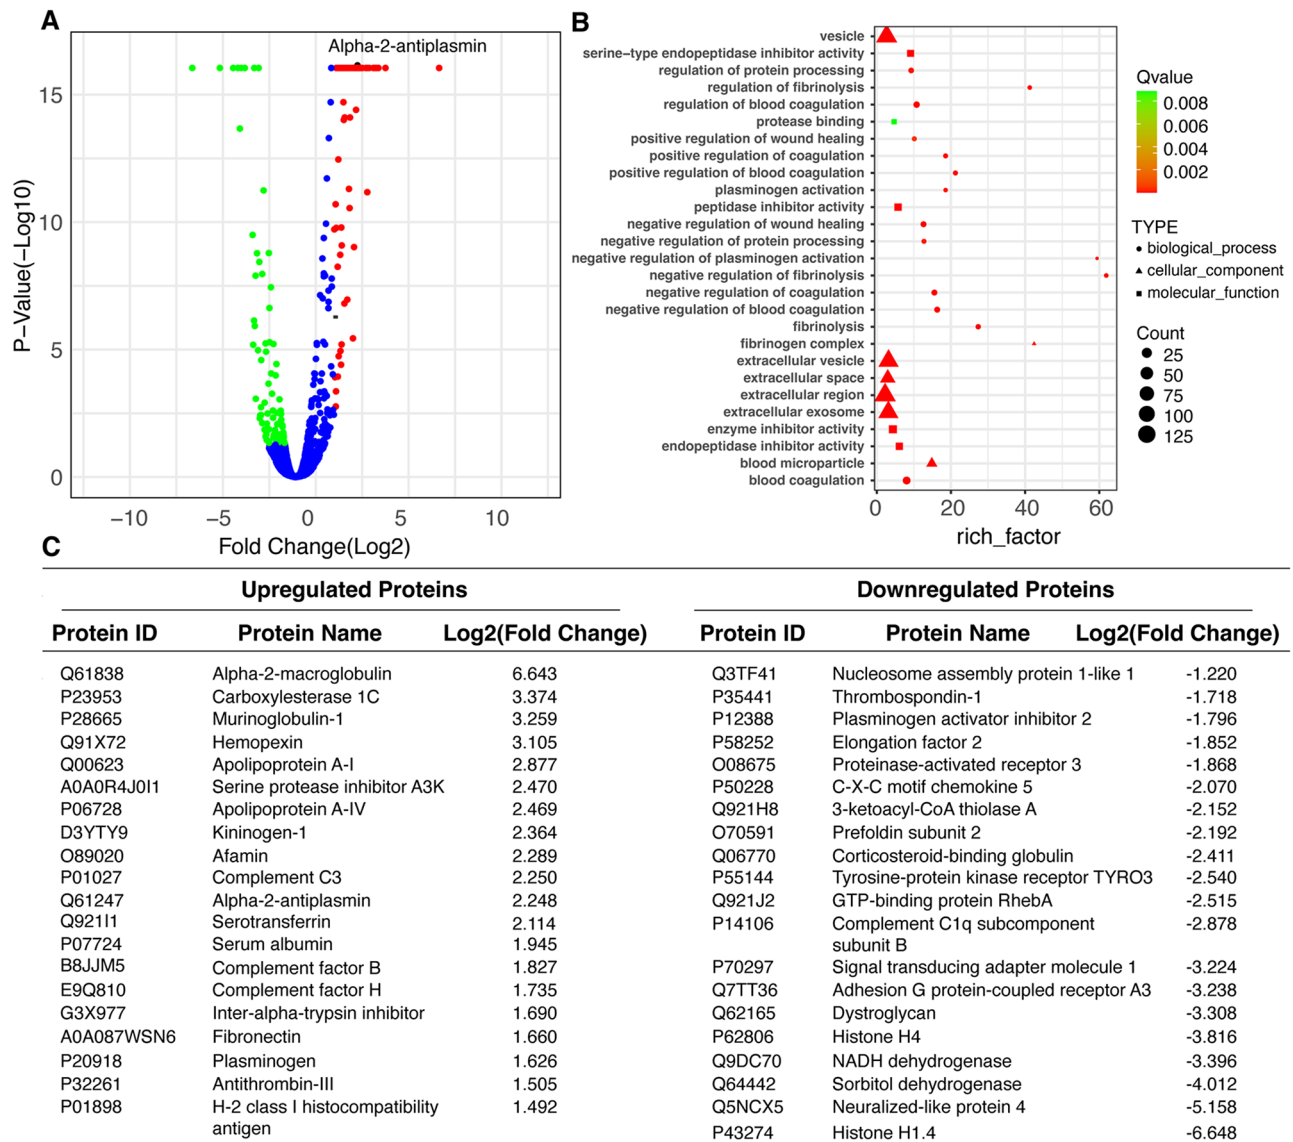 A
Alpha-2-antiplasmin
15
10
5
0
P−Value(−Log10)
−10
−5
0
5
10
Fold Change(Log2)
B
vesicle
serine−type endopeptidase inhibitor activity
regulation of protein processing
regulation of fibrinolysis
regulation of blood coagulation
protease binding
positive regulation of wound healing
positive regulation of coagulation
positive regulation of blood coagulation
plasminogen activation
peptidase inhibitor activity
negative regulation of wound healing
negative regulation of protein processing
negative regulation of plasminogen activation
negative regulation of fibrinolysis
negative regulation of coagulation
negative regulation of blood coagulation
fibrinolysis
fibrinogen complex
extracellular vesicle
extracellular space
extracellular region
extracellular exosome
enzyme inhibitor activity
endopeptidase inhibitor activity
blood microparticle
blood coagulation
0
20
40
60
rich_factor
Qvalue
0.008
0.006
0.004
0.002
TYPE
biological_process
cellular_component
molecular_function
Count
25
50
75
100
125
C
Upregulated Proteins Downregulated Proteins
Protein ID Protein Name Log2(Fold Change) Protein ID Protein Name Log2(Fold Change)
Q61838 Alpha-2-macroglobulin 6.643 Q3TF41 Nucleosome assembly protein 1-like 1 -1.220
P23953 Carboxylesterase 1C 3.374 P35441 Thrombospondin-1 -1.718
P28665 Murinoglobulin-1 3.259 P12388 Plasminogen activator inhibitor 2 -1.796
Q91X72 Hemopexin 3.105 P58252 Elongation factor 2 -1.852
Q00623 Apolipoprotein A-I 2.877 O08675 Proteinase-activated receptor 3 -1.868
A0A0R4J0I1 Serine protease inhibitor A3K 2.470 P50228 C-X-C motif chemokine 5 -2.070
P06728 Apolipoprotein A-IV 2.469 Q921H8 3-ketoacyl-CoA thiolase A -2.152
D3YTY9 Kininogen-1 2.364 O70591 Prefoldin subunit 2 -2.192
O89020 Afamin 2.289 Q06770 Corticosteroid-binding globulin -2.411
P01027 Complement C3 2.250 P55144 Tyrosine-protein kinase receptor TYRO3 -2.540
Q61247 Alpha-2-antiplasmin 2.248 Q921J2 GTP-binding protein RhebA -2.515
Q921I1 Serotransferrin 2.114 P14106 Complement C1q subcomponent -2.878
subunit B
P07724 Serum albumin 1.945
B8JJM5 Complement factor B 1.827 P70297 Signal transducing adapter molecule 1 -3.224
E9Q810 Complement factor H 1.735 Q7TT36 Adhesion G protein-coupled receptor A3 -3.238
G3X977 Inter-alpha-trypsin inhibitor 1.690 Q62165 Dystroglycan -3.308
A0A087WSN6 Fibronectin 1.660 P62806 Histone H4 -3.816
P20918 Plasminogen 1.626 Q9DC70 NADH dehydrogenase -3.396
P32261 Antithrombin-III 1.505 Q64442 Sorbitol dehydrogenase -4.012
P01898 H-2 class I histocompatibility 1.492 Q5NCX5 Neuralized-like protein 4 -5.158
antigen P43274 Histone H1.4 -6.648